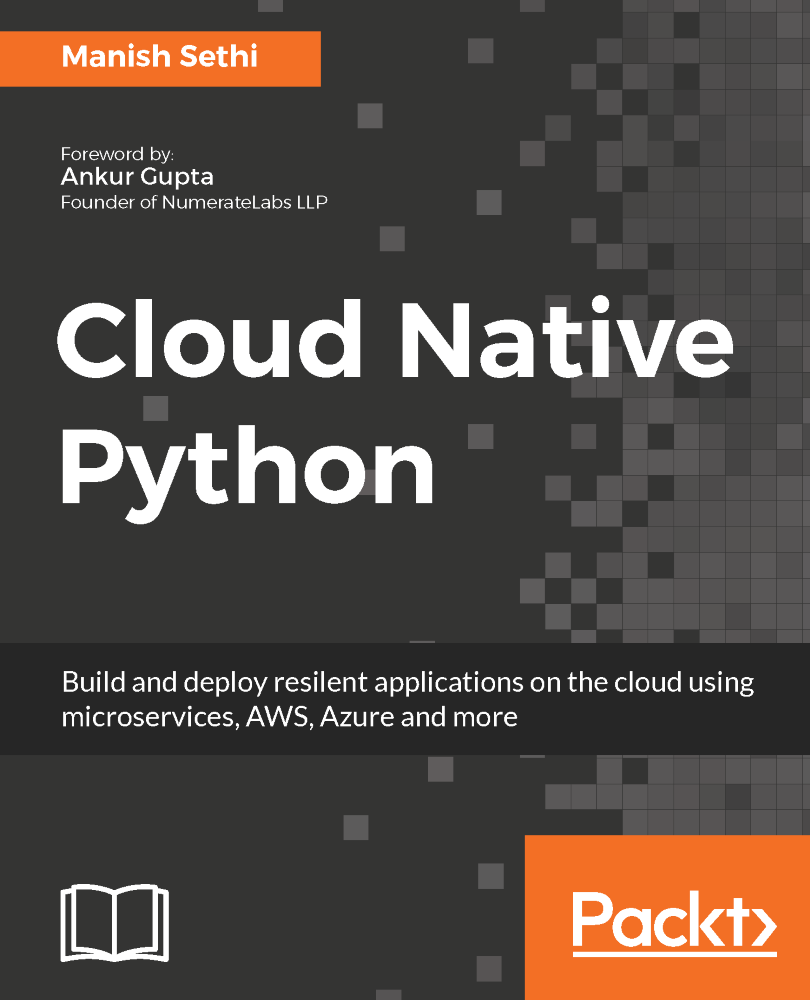 Manish Sethi
Foreword by:
Ankur Gupta
Founder of NumerateLabs LLP
Cloud Native
Python
Build and deploy resilent applications on the cloud using
microservices, AWS, Azure and more
Packt